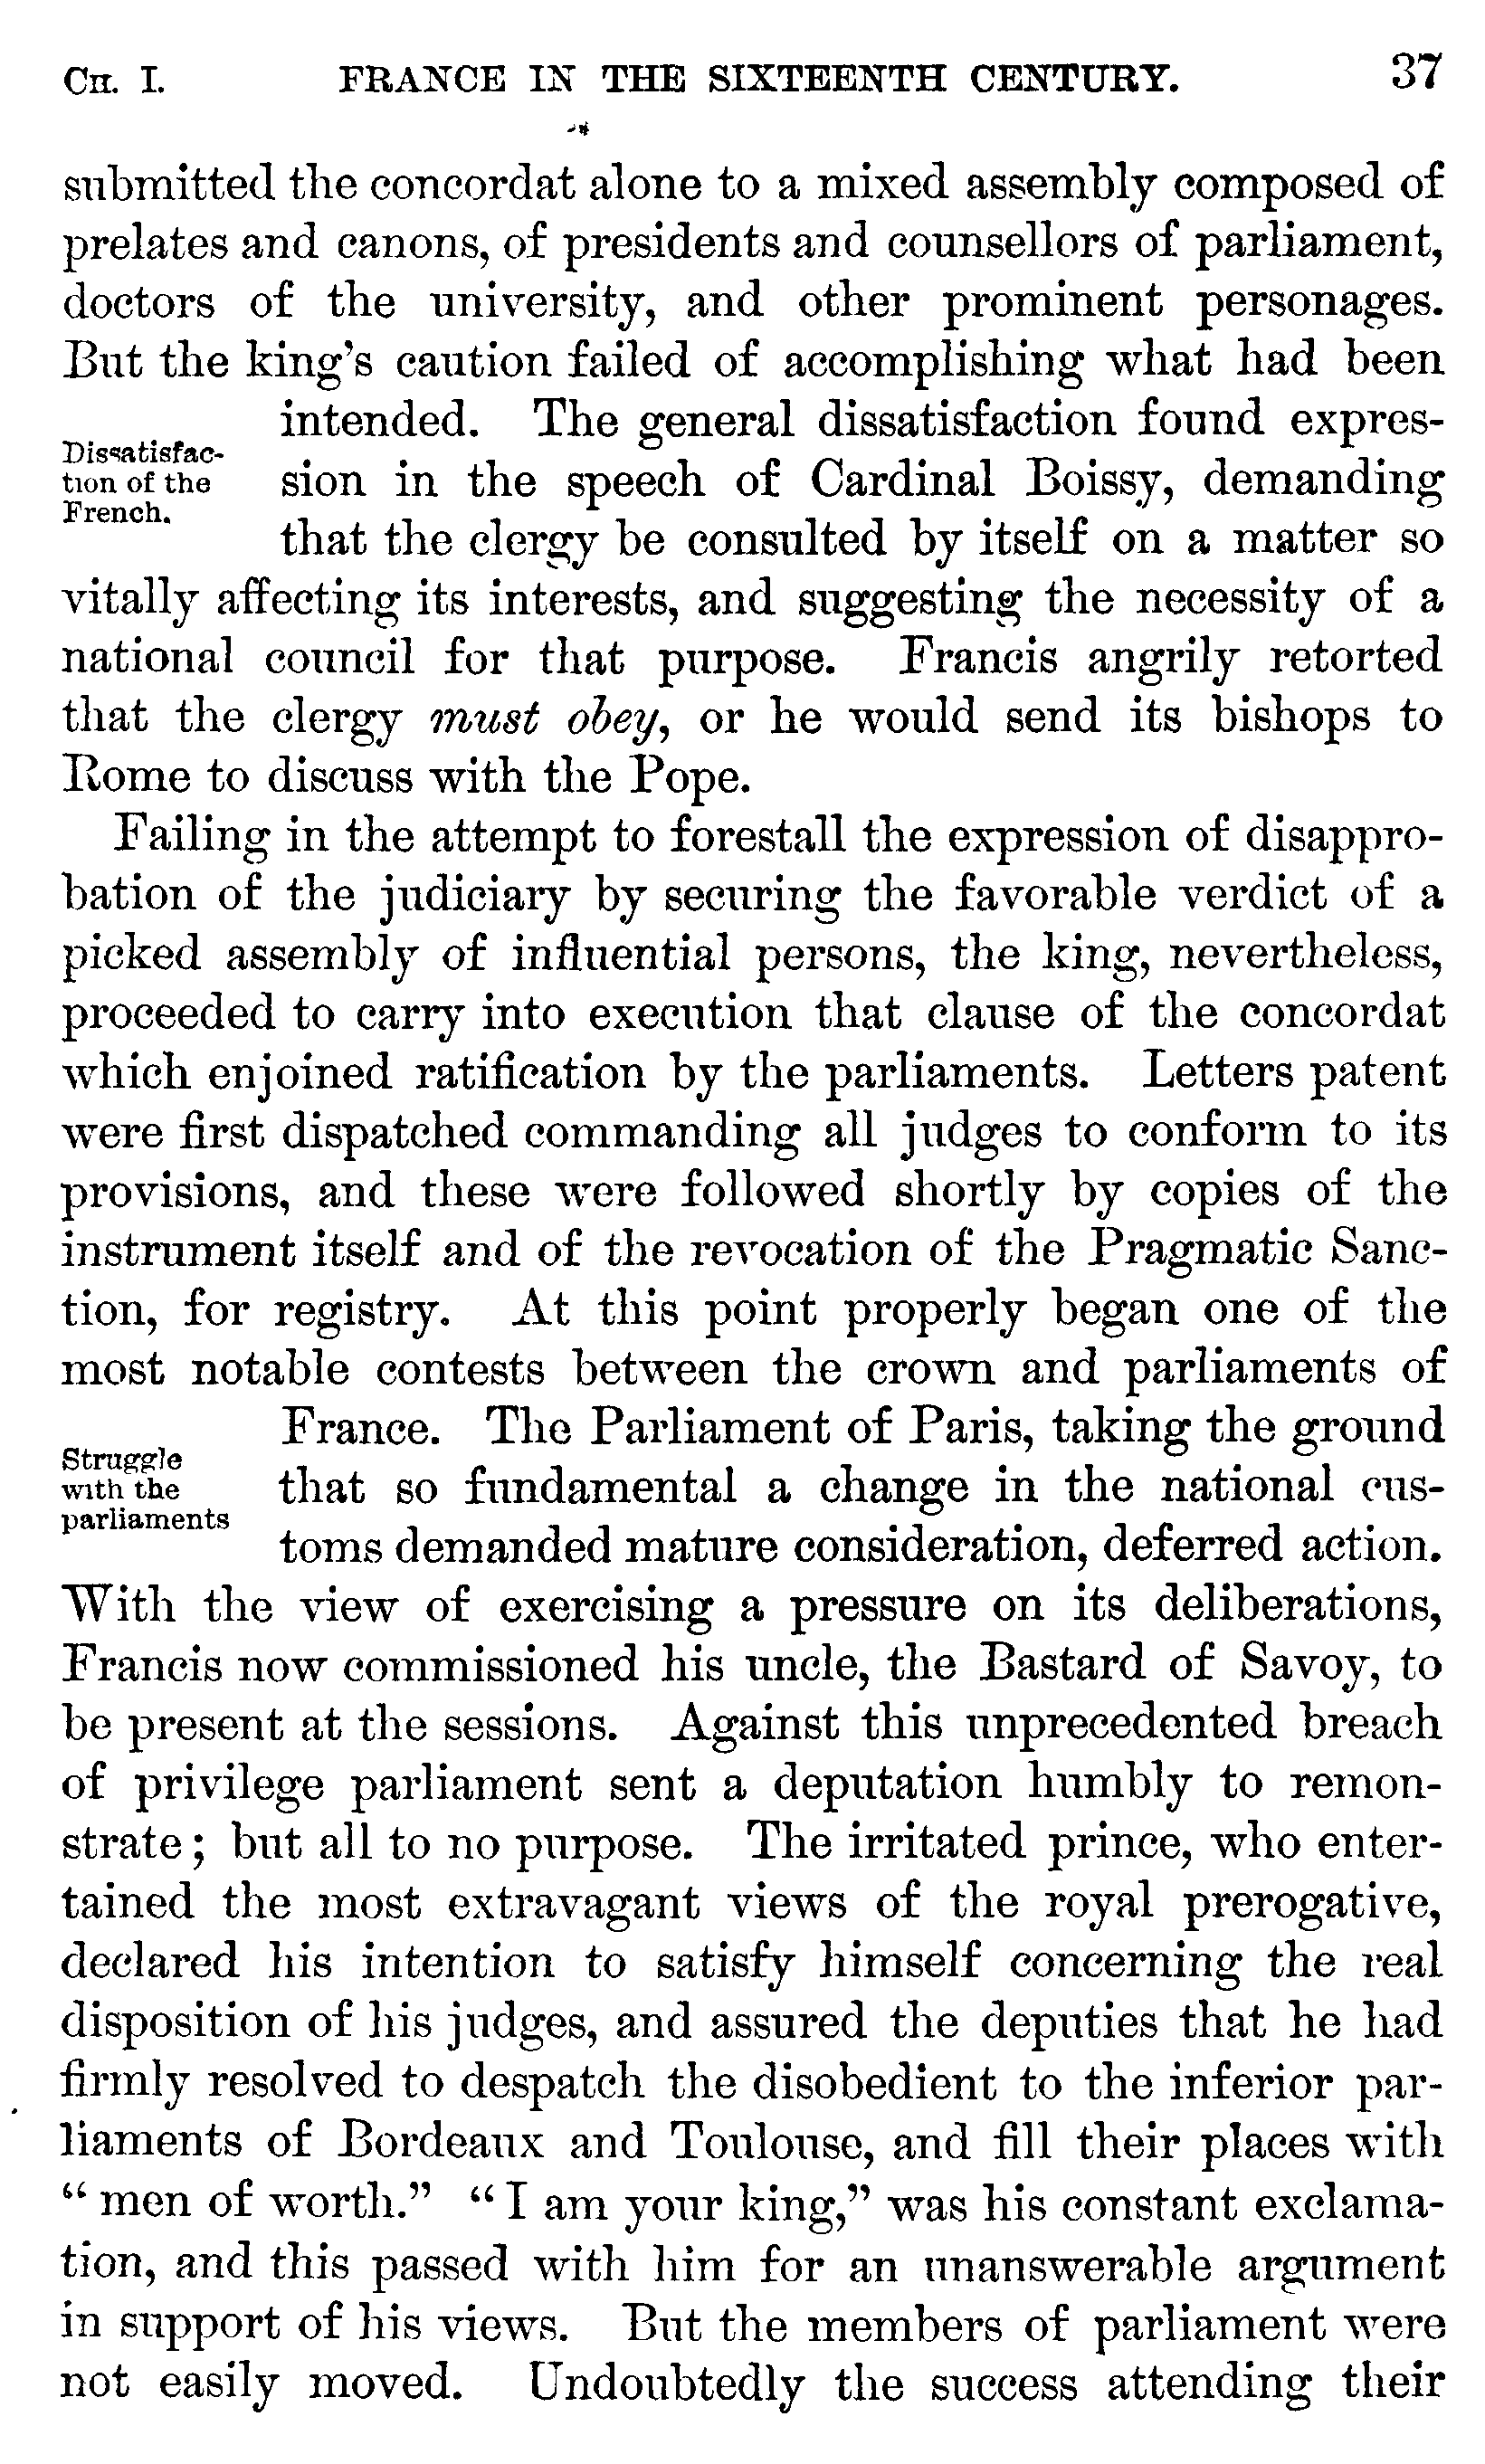 CH. I. FRANCE IN THE SIXTEENTH CENTURY. 37
submitted the concordat alone to a mixed assembly composed of
prelates and canons, of presidents and counsellors of parliament,
doctors of the university, and other prominent personages.
But the king's caution failed of accomplishing what had been
Dissatisfac-
tion of the
French.
intended. The general dissatisfaction found expres-
sion in the speech of Cardinal Boissy, demanding
that the clergy be consulted by itself on a matter so
vitally affecting its interests, and suggesting the necessity of a
national council for that purpose. Francis angrily retorted
that the clergy must obey, or he would send its bishops to
Rome to discuss with the Pope.
Failing in the attempt to forestall the expression of disappro-
bation of the judiciary by securing the favorable verdict of a
picked assembly of influential persons, the king, nevertheless,
proceeded to carry into execution that clause of the concordat
which enjoined ratification by the parliaments. Letters patent
were first dispatched commanding all judges to conform to its
provisions, and these were followed shortly by copies of the
instrument itself and of the revocation of the Pragmatic Sanc-
tion, for registry. At this point properly began one of the
most notable contests between the crown and parliaments of
Struggle
with the
parliaments
France. The Parliament of Paris, taking the ground
that so fundamental a change in the national cus-
toms demanded mature consideration, deferred action.
With the view of exercising a pressure on its deliberations,
Francis now commissioned his uncle, the Bastard of Savoy, to
be present at the sessions. Against this unprecedented breach
of privilege parliament sent a deputation humbly to remon-
strate; but all to no purpose. The irritated prince, who enter-
tained the most extravagant views of the royal prerogative,
declared his intention to satisfy himself concerning the real
disposition of his judges, and assured the deputies that he had
firmly resolved to despatch the disobedient to the inferior par-
liaments of Bordeaux and Toulouse, and fill their places with
"men of worth." "I am your king," was his constant exclama-
tion, and this passed with him for an unanswerable argument
in support of his views. But the members of parliament were
not easily moved. Undoubtedly the success attending their